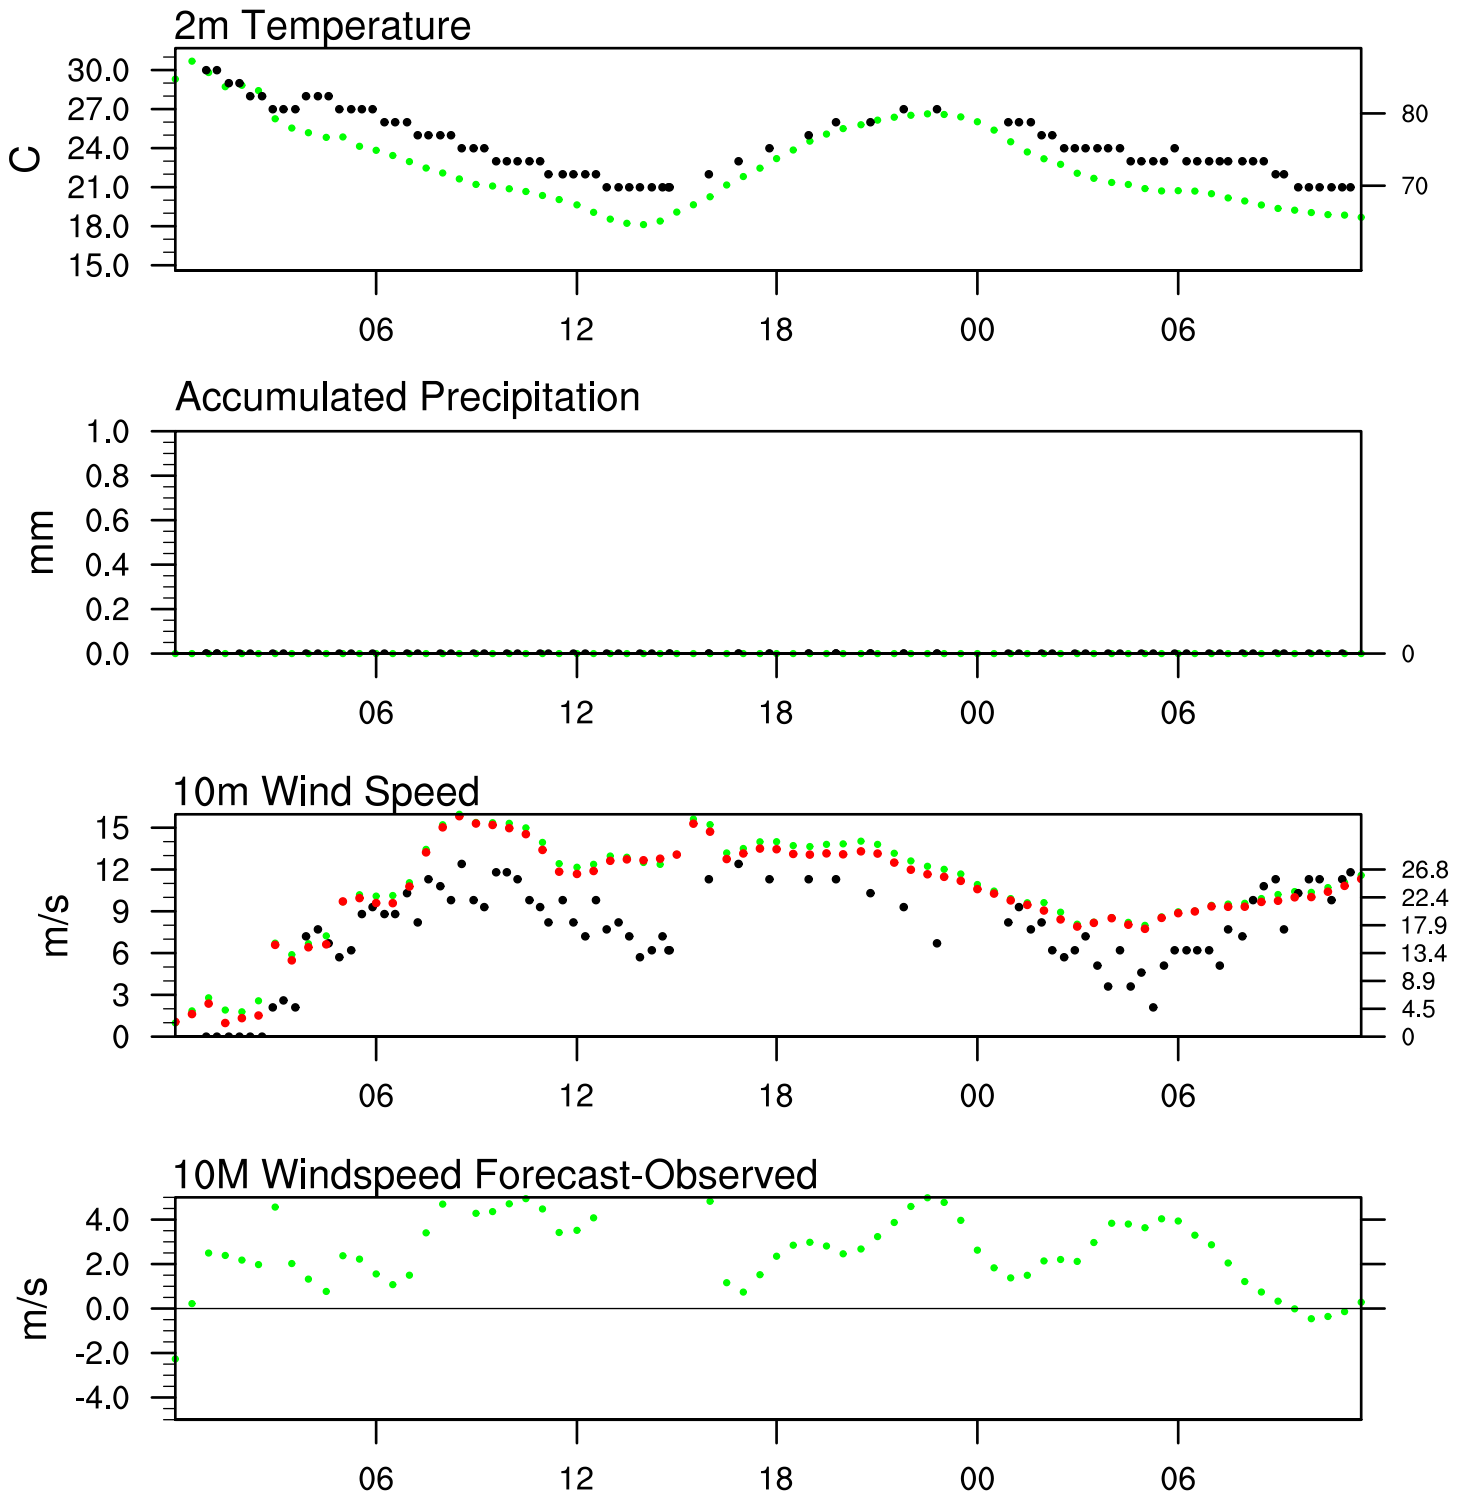 2m Temperature
30.0
27.0
24.0
21.0
18.0
15.0
C
80
70
06 12 18 00 06
Accumulated Precipitation
1.0
0.8
0.6
0.4
0.2
0.0
mm
0
06 12 18 00 06
10m Wind Speed
15
12
9
6
3
0
m/s
26.8
22.4
17.9
13.4
8.9
4.5
0
06 12 18 00 06
10M Windspeed Forecast-Observed
4.0
2.0
0.0
-2.0
-4.0
m/s
06 12 18 00 06